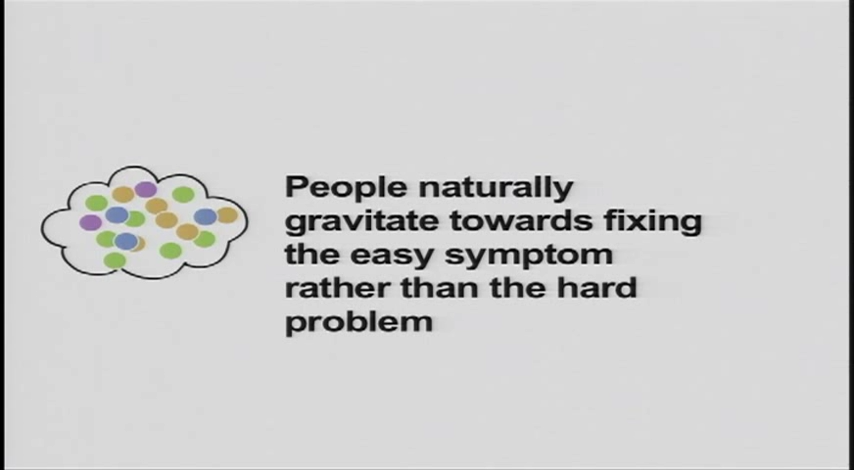 People naturally
gravitate towards fixing
the easy symptom
rather than the hard
problem